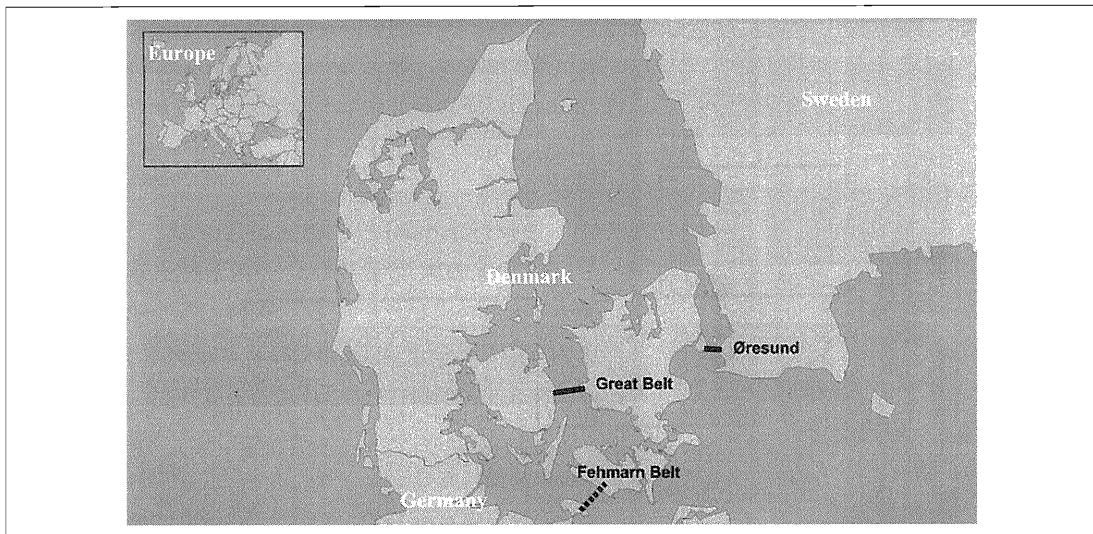 Europe
Sweden
Denmark
Øresund
Great Belt
Fehmarn Belt
Germany